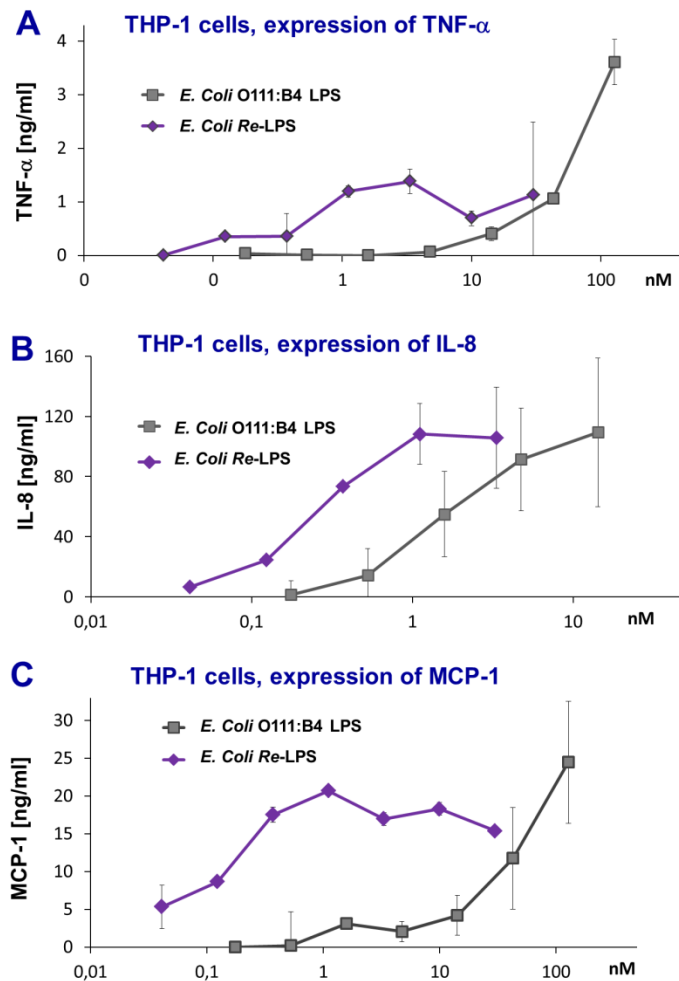 A
THP-1 cells, expression of TNF-α
TNF-α [ng/ml]
4
3
2
1
0
E. Coli O111:B4 LPS
E. Coli Re-LPS
0 0 1 10 100 nM
B
THP-1 cells, expression of IL-8
IL-8 [ng/ml]
160
120
80
40
0
E. Coli O111:B4 LPS
E. Coli Re-LPS
0,01 0,1 1 10 nM
C
THP-1 cells, expression of MCP-1
MCP-1 [ng/ml]
30
25
20
15
10
5
0
E. Coli O111:B4 LPS
E. Coli Re-LPS
0,01 0,1 1 10 100 nM